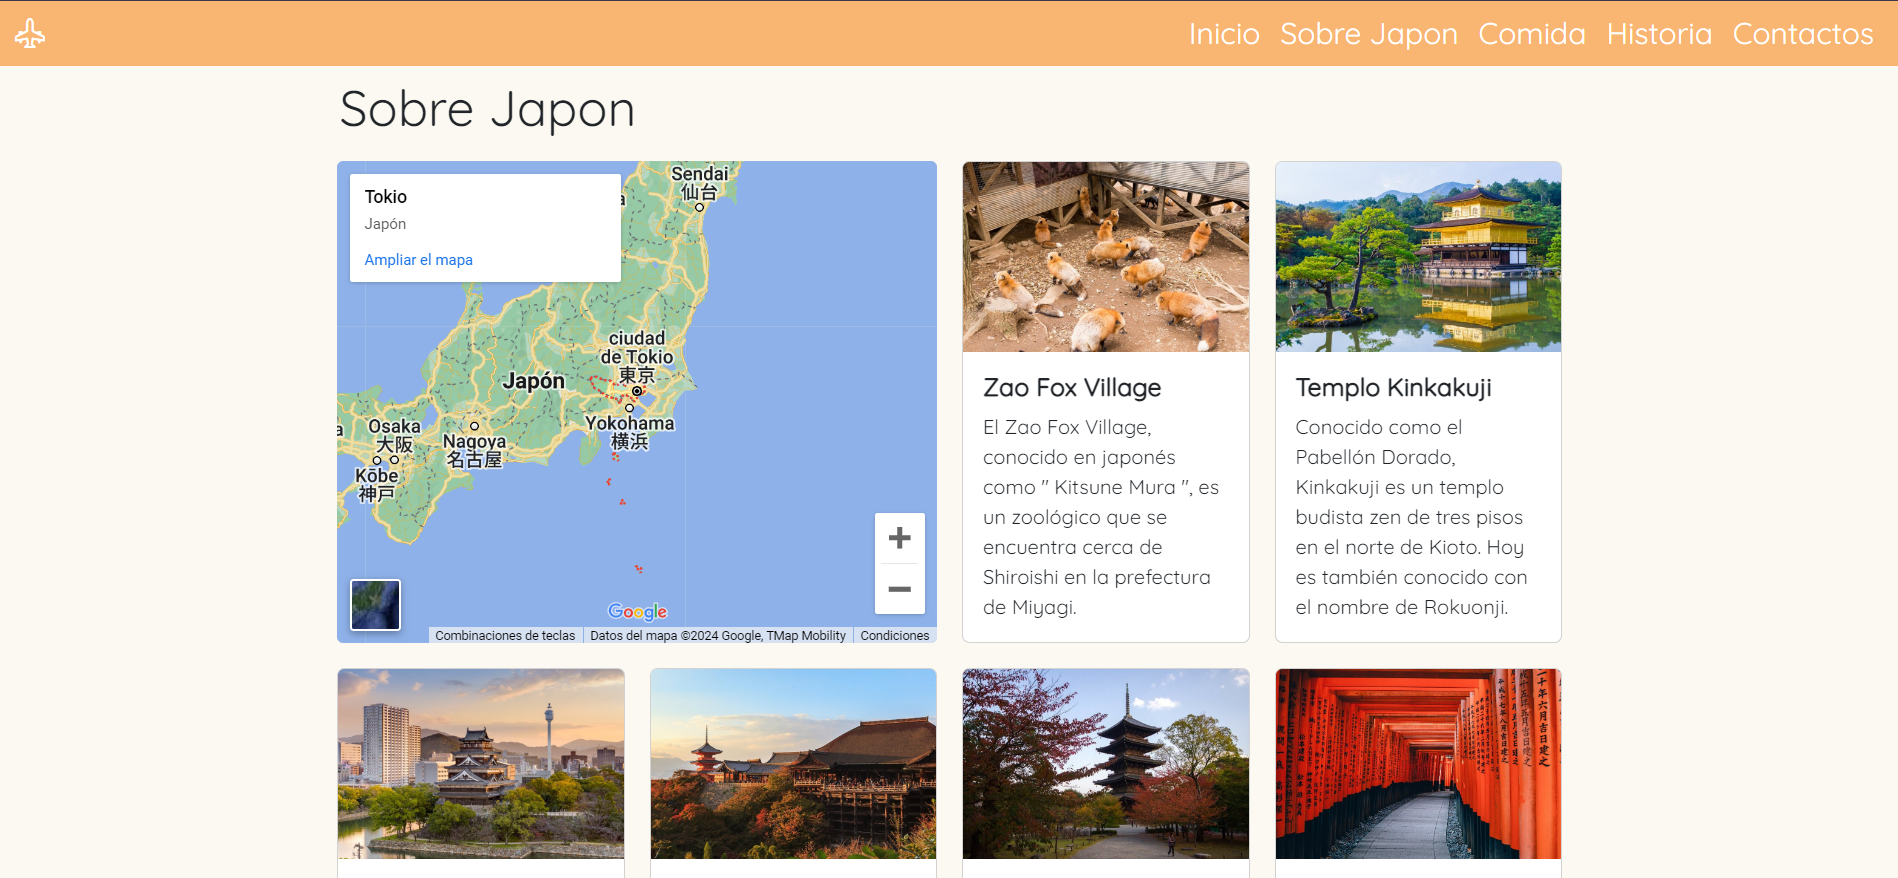 Inicio Sobre Japon Comida Historia Contactos
Sobre Japon
Tokio
Japón
Ampliar el mapa
Sendai
仙台
ciudad
de Tokio
東京
Japón
Yokohama
横浜
Osaka
大阪
Nagoya
名古屋
Kōbe
神戸
Google
Combinaciones de teclas
Datos del mapa ©2024 Google, TMap Mobility
Condiciones
Zao Fox Village
El Zao Fox Village,
conocido en japonés
como " Kitsune Mura ", es
un zoológico que se
encuentra cerca de
Shiroishi en la prefectura
de Miyagi.
Templo Kinkakuji
Conocido como el
Pabellón Dorado,
Kinkakuji es un templo
budista zen de tres pisos
en el norte de Kioto. Hoy
es también conocido con
el nombre de Rokuonji.